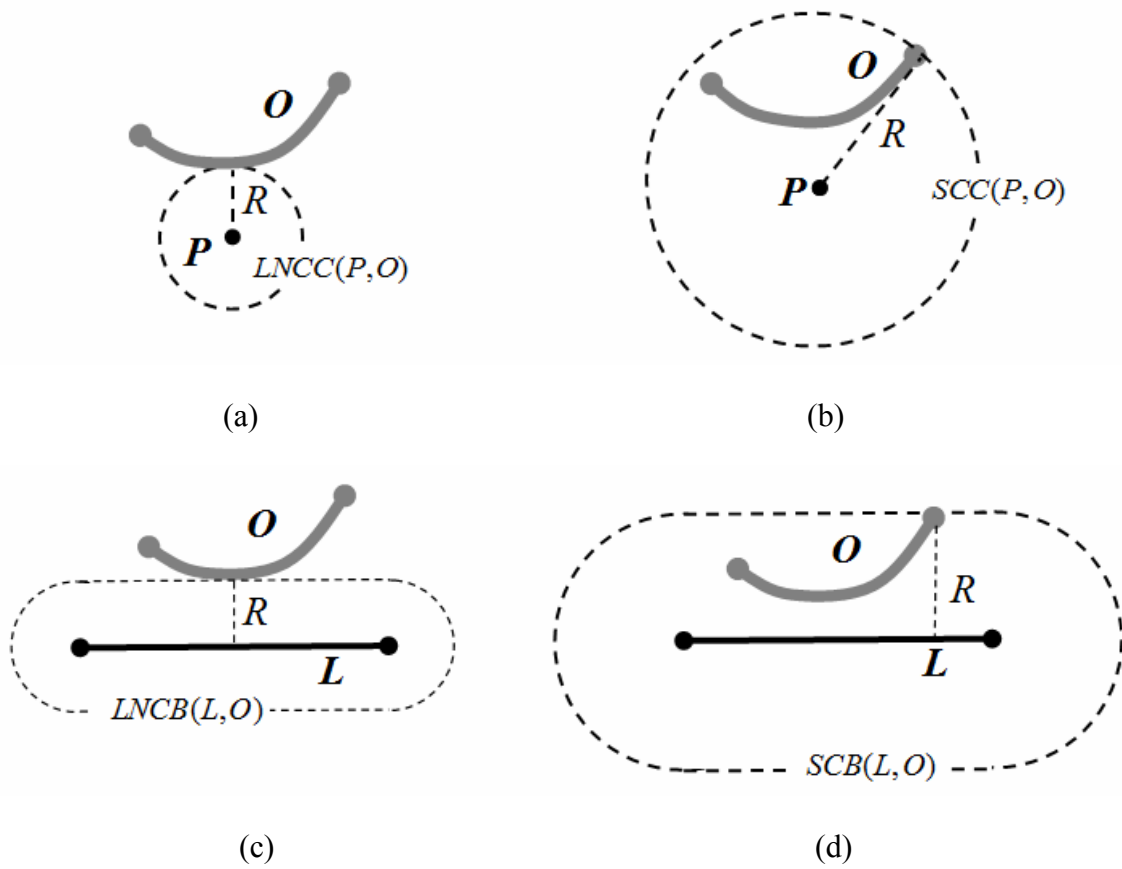 O
R
P
LNCC(P,O)
(a)
O
R
P
SCC(P,O)
(b)
O
R
L
LNCB(L,O)
(c)
O
R
L
SCB(L,O)
(d)